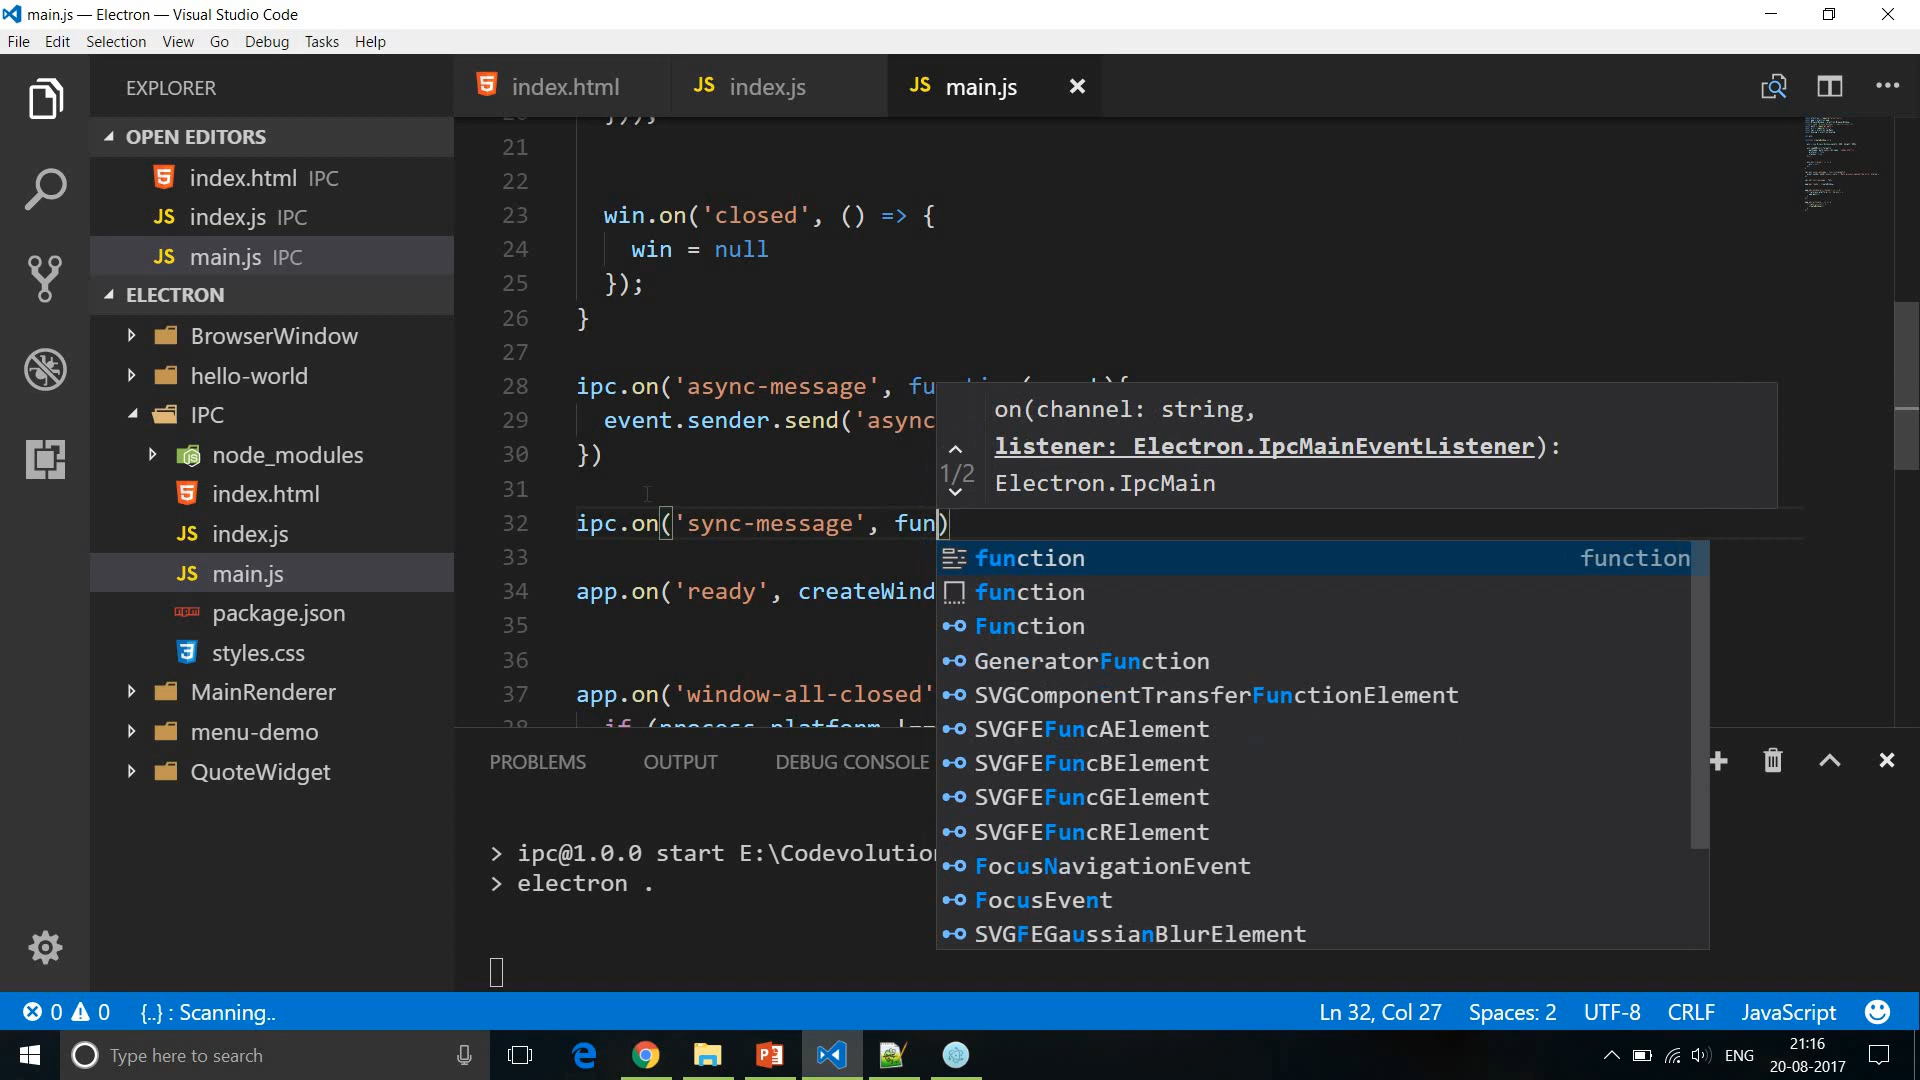 main.js — Electron — Visual Studio Code
File Edit Selection View Go Debug Tasks Help
EXPLORER
OPEN EDITORS
index.html IPC
index.js IPC
main.js IPC
ELECTRON
BrowserWindow
hello-world
IPC
node_modules
index.html
index.js
main.js
package.json
styles.css
MainRenderer
menu-demo
QuoteWidget
index.html
index.js
main.js
21
22
23 win.on('closed', () => {
24 win = null
25 });
26 }
27
28 ipc.on('async-message',
29 event.sender.send('async
30 })
31
32 ipc.on('sync-message', fun)
33
34 app.on('ready', createWind
35
36
37 app.on('window-all-closed'
on(channel: string,
listener: Electron.IpcMainEventListener):
1/2
Electron.IpcMain
function function
function
Function
GeneratorFunction
SVGComponentTransferFunctionElement
SVGFEFuncAElement
SVGFEFuncBElement
SVGFEFuncGElement
SVGFEFuncRElement
FocusNavigationEvent
FocusEvent
SVGFEGaussianBlurElement
PROBLEMS OUTPUT DEBUG CONSOLE
> ipc@1.0.0 start E:\Codevolution
> electron .
0 0 {..} : Scanning..
Ln 32, Col 27 Spaces: 2 UTF-8 CRLF JavaScript
Type here to search
ENG
21:16
20-08-2017